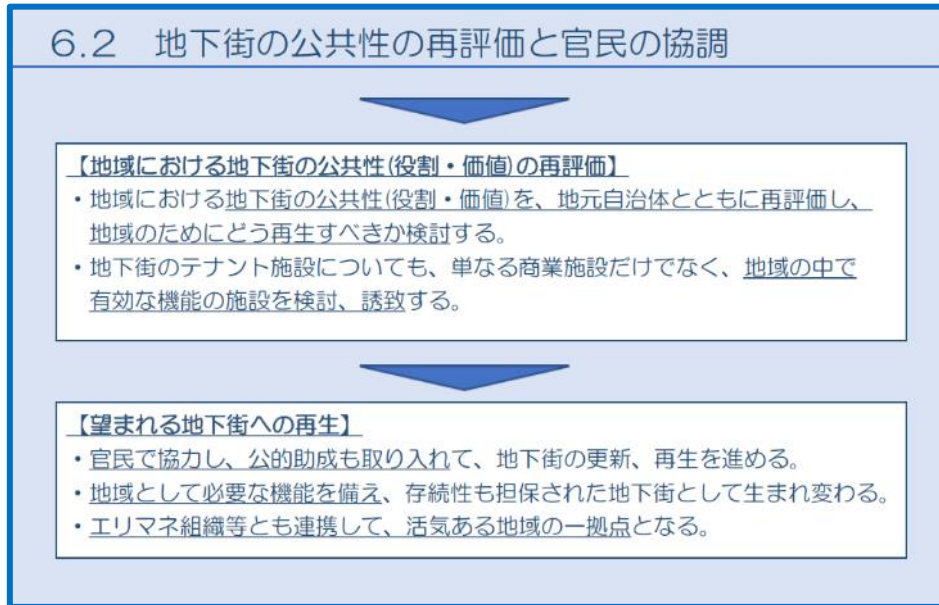 6.2 地下街の公共性の再評価と官民の協調
【地域における地下街の公共性(役割・価値)の再評価】
・地域における地下街の公共性(役割・価値)を、地元自治体とともに再評価し、
地域のためにどう再生すべきか検討する。
・地下街のテナント施設についても、単なる商業施設だけでなく、地域の中で
有効な機能の施設を検討、誘致する。
【望まれる地下街への再生】
・官民で協力し、公的助成も取り入れて、地下街の更新、再生を進める。
・地域として必要な機能を備え、存続性も担保された地下街として生まれ変わる。
・エリマネ組織等とも連携して、活気ある地域の一拠点となる。